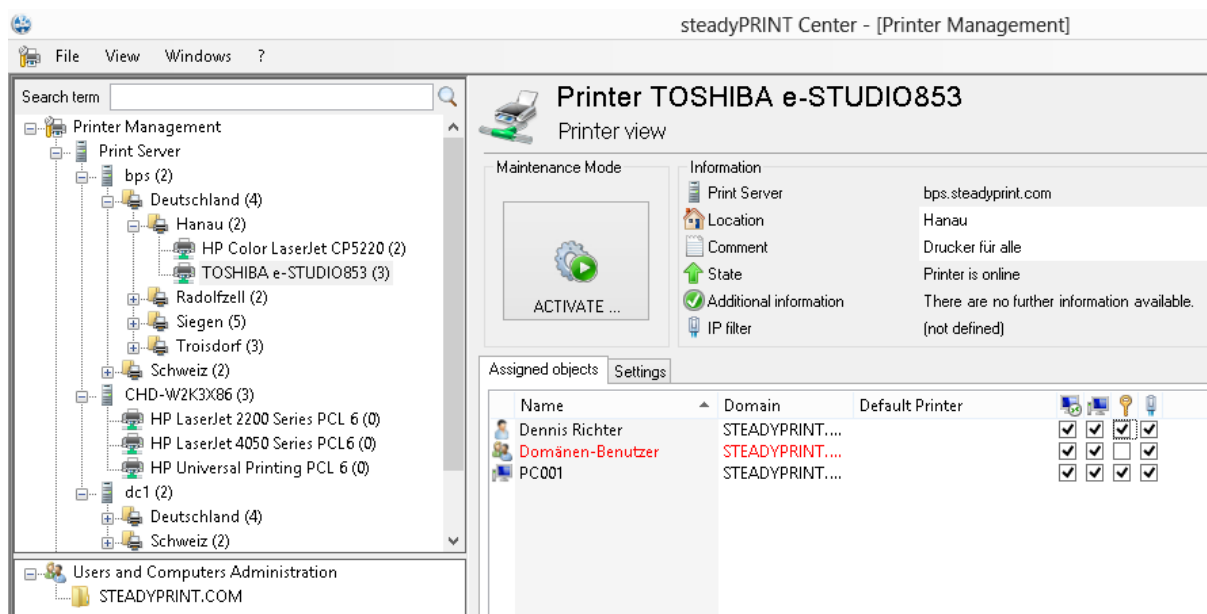 steadyPRINT Center - [Printer Management]
File View Windows ?
Search term
Printer Management
Print Server
bps (2)
Deutschland (4)
Hanau (2)
HP Color LaserJet CP5220 (2)
TOSHIBA e-STUDIO853 (3)
Radolfzell (2)
Siegen (5)
Troisdorf (3)
Schweiz (2)
CHD-W2K3X86 (3)
HP LaserJet 2200 Series PCL 6 (0)
HP LaserJet 4050 Series PCL6 (0)
HP Universal Printing PCL 6 (0)
dc1 (2)
Deutschland (4)
Schweiz (2)
Users and Computers Administration
STEADYPRINT.COM
Printer TOSHIBA e-STUDIO853
Printer view
Maintenance Mode
ACTIVATE ...
Information
Print Server bps.steadyprint.com
Location Hanau
Comment Drucker für alle
State Printer is online
Additional information There are no further information available.
IP filter (not defined)
Assigned objects Settings
Name Domain Default Printer
Dennis Richter STEADYPRINT....
Domänen-Benutzer STEADYPRINT....
PC001 STEADYPRINT....